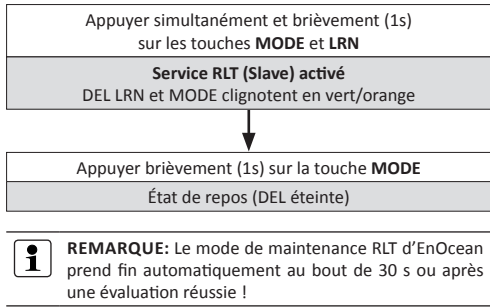 Appuyer simultanément et brièvement (1s)
sur les touches MODE et LRN
Service RLT (Slave) activé
DEL LRN et MODE clignotent en vert/orange
Appuyer brièvement (1s) sur la touche MODE
État de repos (DEL éteinte)
REMARQUE: Le mode de maintenance RLT d’EnOcean
prend fin automatiquement au bout de 30 s ou après
une évaluation réussie !